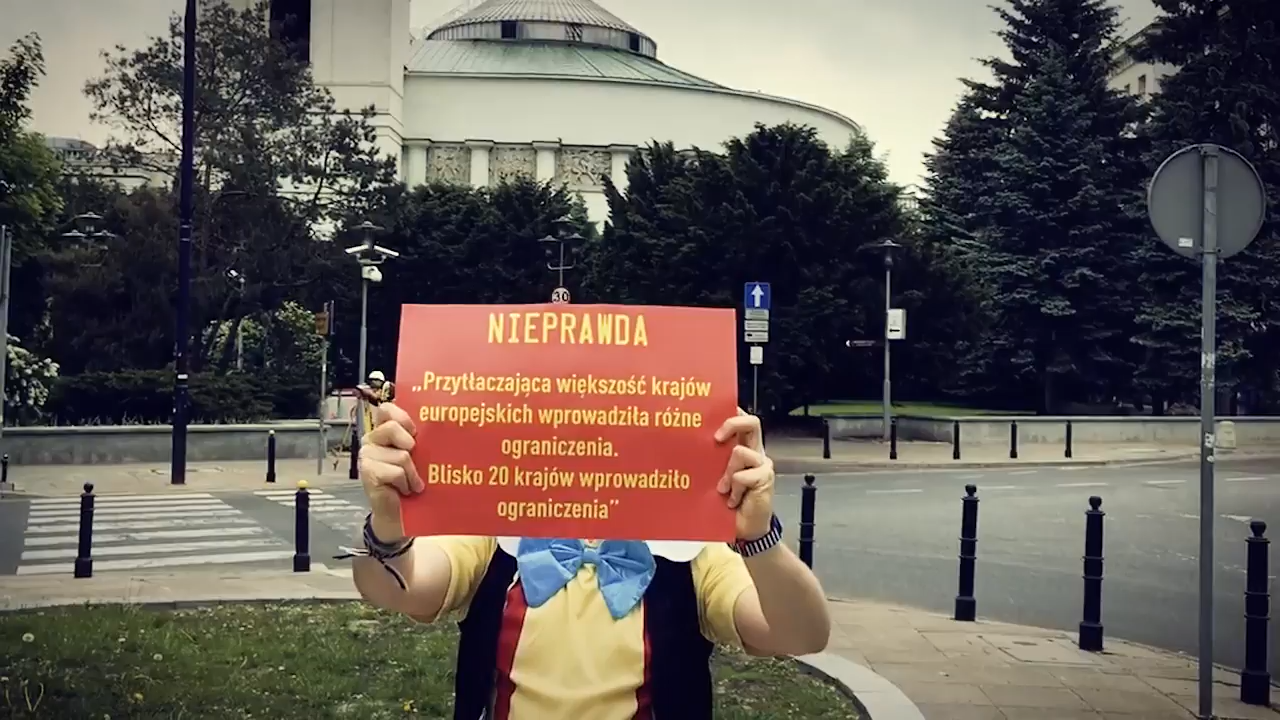 30
NIEPRAWDA
„Przytłaczająca większość krajów
europejskich wprowadziła różne
ograniczenia.
Blisko 20 krajów wprowadziło
ograniczenia”